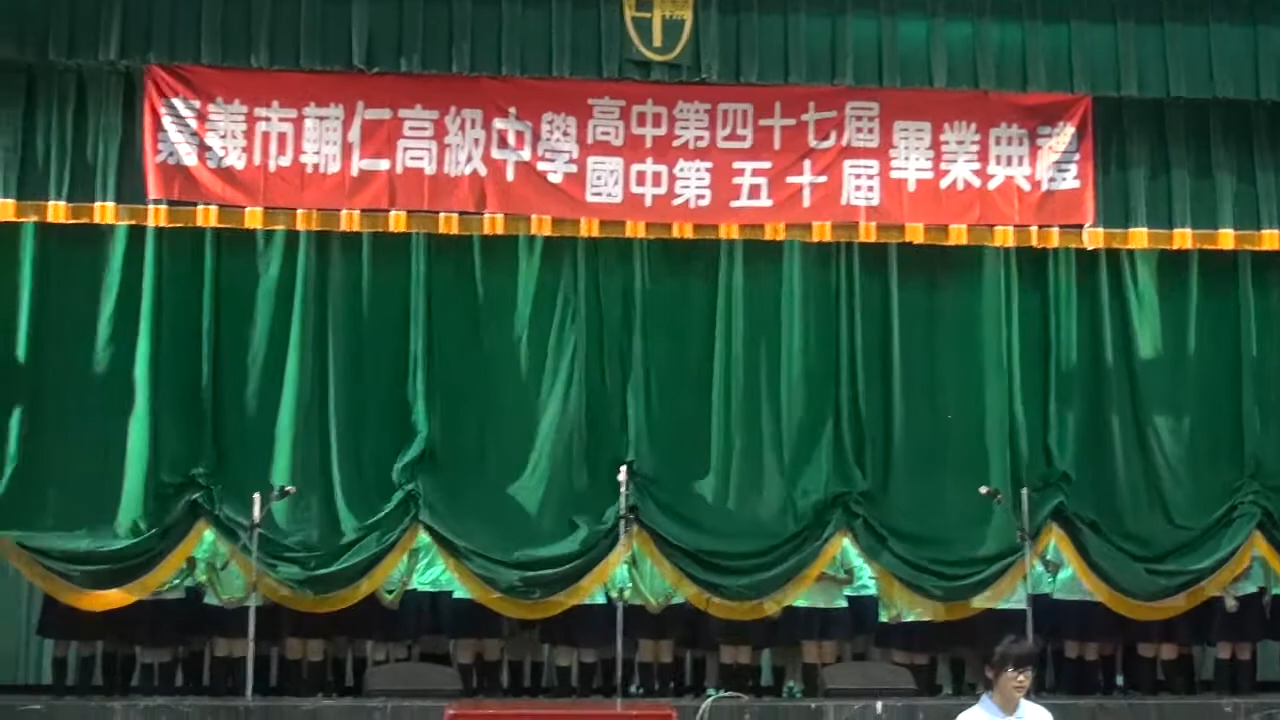 嘉義市輔仁高級中學
高中第四十七屆
國中第五十屆
畢業典禮